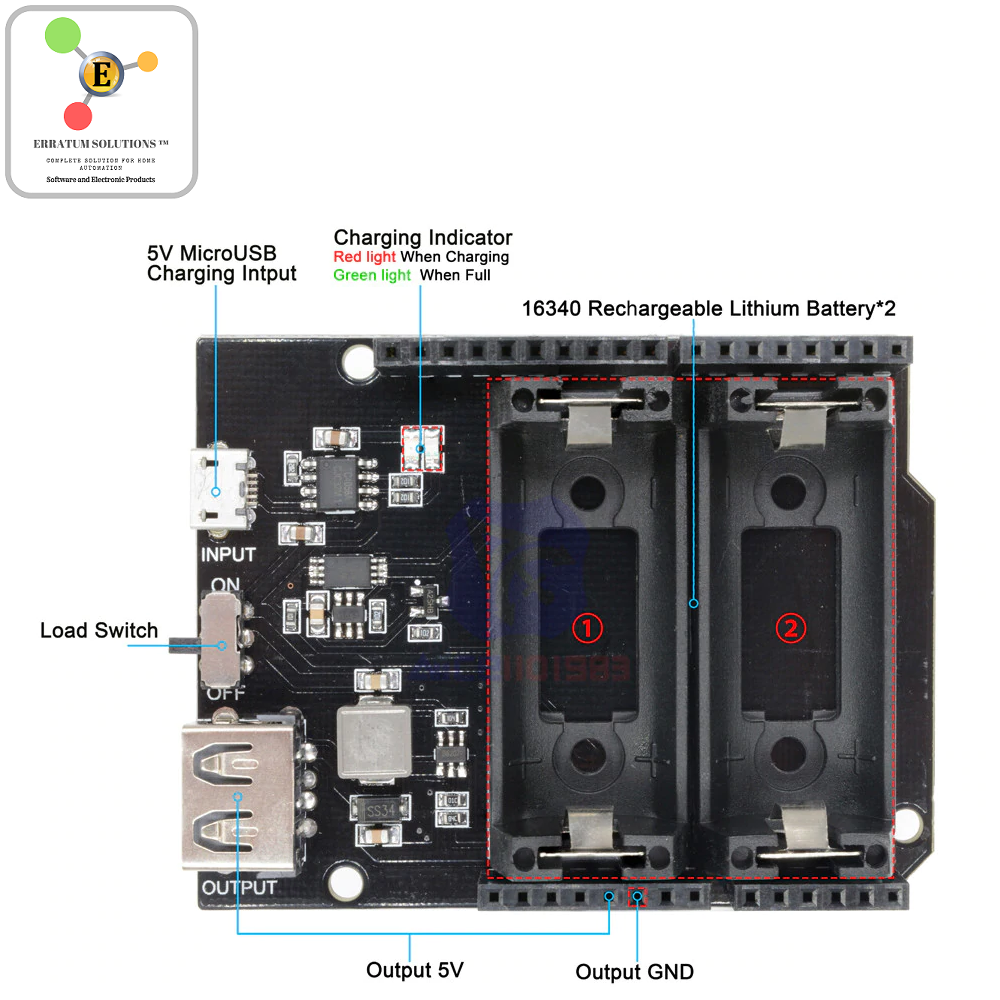 E
ERRATUM SOLUTIONS ™
COMPLETE SOLUTION FOR HOME
AUTOMATION
Software and Electronic Products
5V MicroUSB
Charging Intput
Charging Indicator
Red light When Charging
Green light When Full
16340 Rechargeable Lithium Battery*2
INPUT
ON
Load Switch
OFF
① ②
SS34
OUTPUT
Output 5V
Output GND